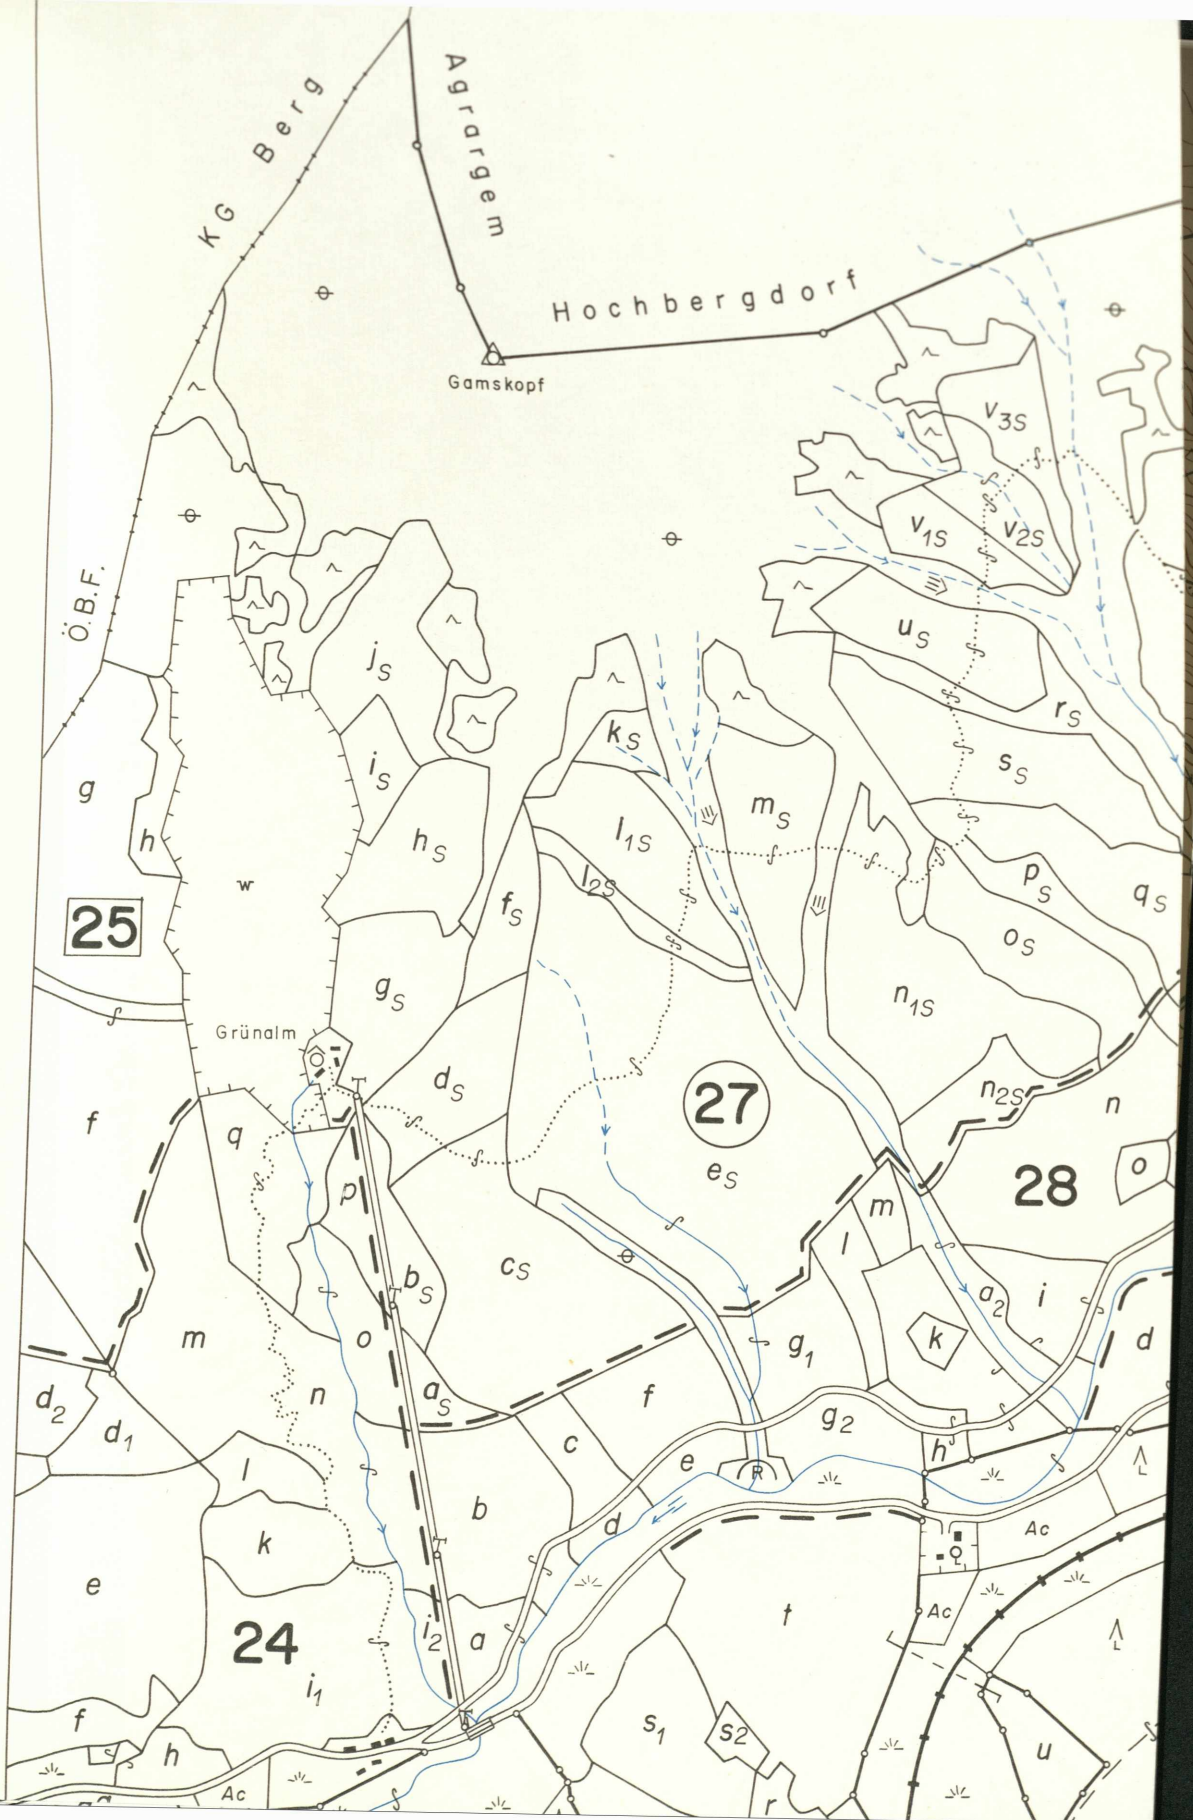 KG Berg
Agrargem
Hochbergdorf
Gamskopf
Ö.B.F.
v3S
v1S
v2S
uS
jS
rS
kS
iS
sS
g
h
hS
l1S
mS
l2S
pS
qS
w
fS
25
oS
gS
n1S
Grünalm
dS
27
n2S
n
f
q
eS
28
o
p
m
l
cS
bS
a2
i
m
o
k
d
g1
d2
n
aS
f
g2
d1
c
e
h
l
R
b
d
k
Ac
e
t
Ac
24
i2
a
i1
f
s1
s2
h
u
Ac
r